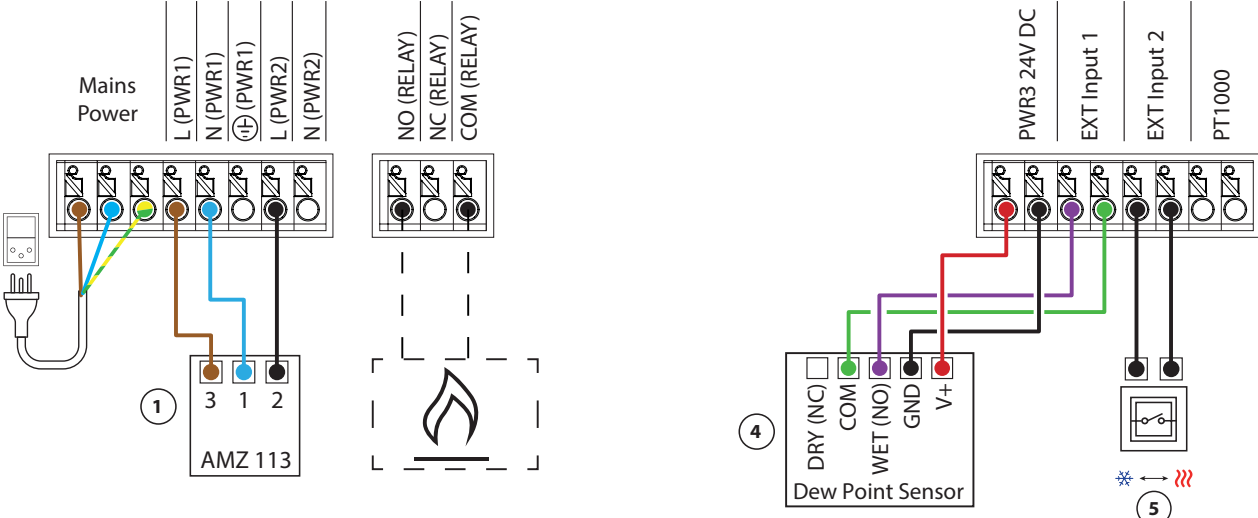 Mains
Power
L (PWR1)
N (PWR1)
⏚ (PWR1)
L (PWR2)
N (PWR2)
NO (RELAY)
NC (RELAY)
COM (RELAY)
PWR3 24V DC
EXT Input 1
EXT Input 2
PT1000
1
3 1 2
AMZ 113
4
DRY (NC)
COM
WET (NO)
GND
V+
Dew Point Sensor
5